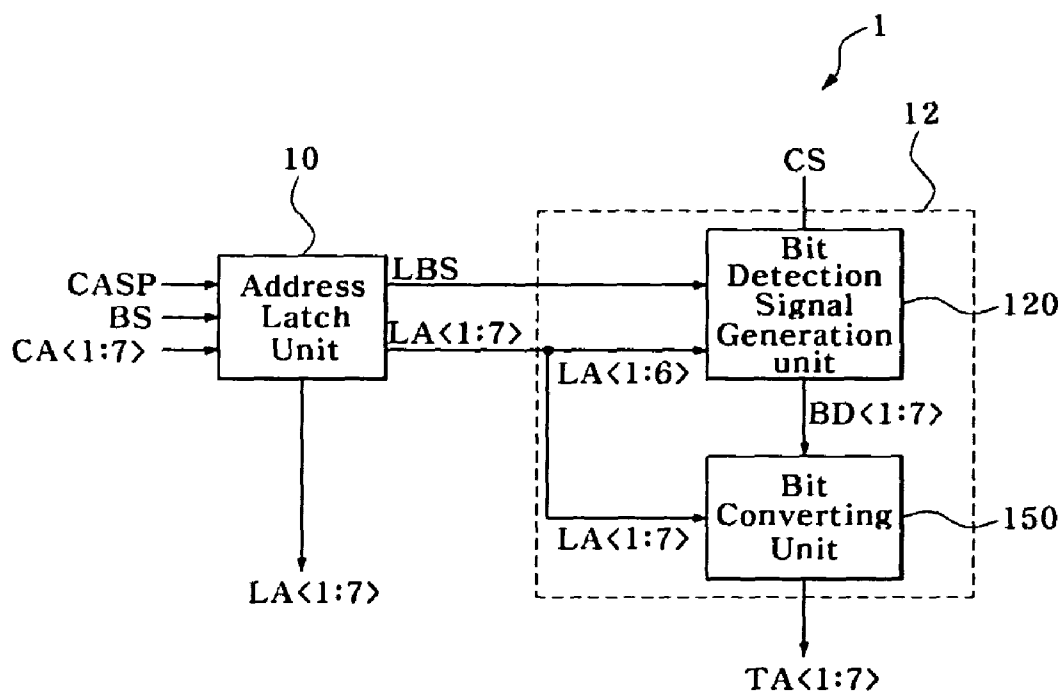 1
12
CS
10
CASP
BS
CA<1:7>
Address
Latch
Unit
LBS
LA<1:7>
LA<1:6>
Bit
Detection
Signal
Generation
unit
120
BD<1:7>
LA<1:7>
Bit
Converting
Unit
150
LA<1:7>
TA<1:7>